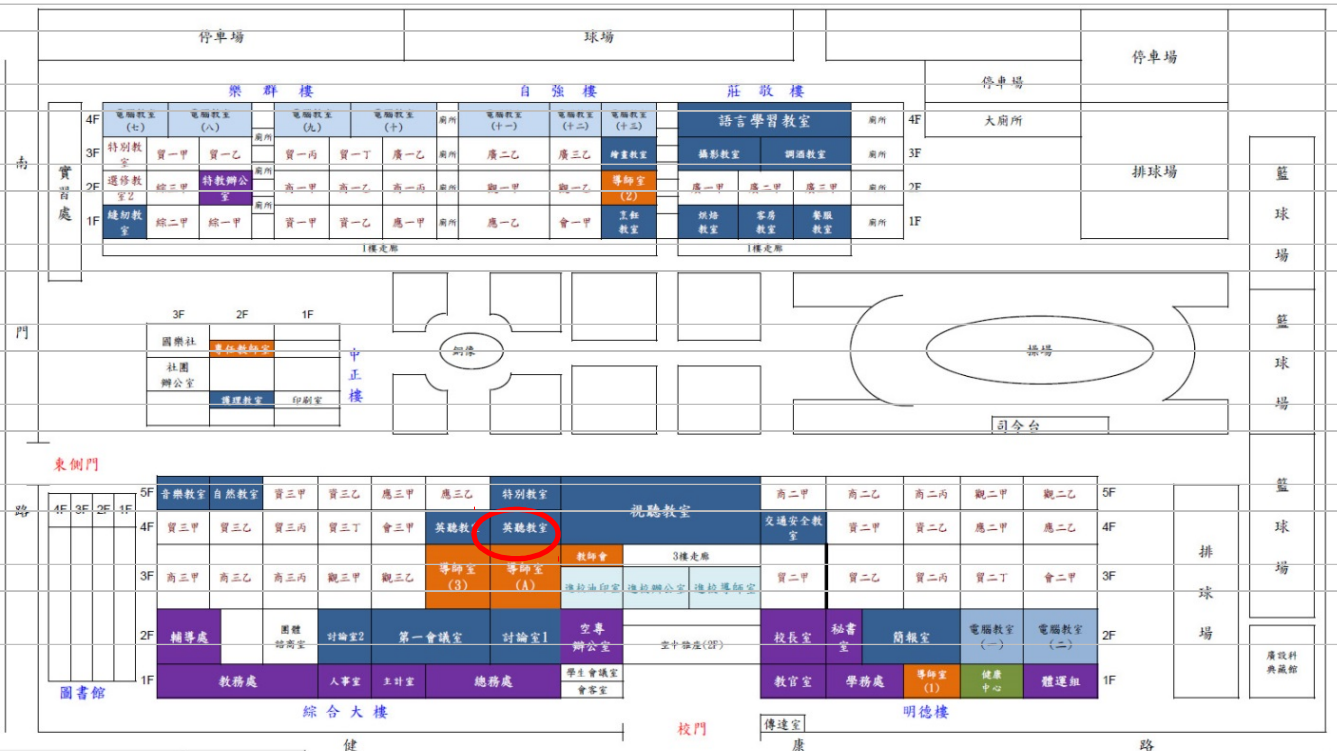 停車場
球場
停車場
停車場
樂群樓
自強樓
莊敬樓
4F
電腦教室(七)
電腦教室(八)
廁所
電腦教室(九)
電腦教室(十)
廁所
電腦教室(十一)
電腦教室(十二)
電腦教室(十三)
語言學習教室
廁所
4F
大廁所
3F
特別教室
貿一甲
貿一乙
廁所
貿一丙
貿一丁
廣一乙
廁所
廣二乙
廣三乙
繪畫教室
攝影教室
調酒教室
廁所
3F
2F
選修教室2
綜三甲
特教辦公室
廁所
商一甲
商一乙
商一丙
廁所
觀一甲
觀一乙
導師室(2)
廣一甲
廣二甲
廣三甲
廁所
2F
1F
縫紉教室
綜二甲
綜一甲
資一甲
資一乙
應一甲
廁所
應一乙
會一甲
烹飪教室
烘焙教室
客房教室
餐服教室
廁所
1F
1樓走廊
1樓走廊
實習處
排球場
籃球場
籃球場
籃球場
南
門
路
3F
2F
1F
國樂社
專任教師室
社團辦公室
護理教室
印刷室
中正樓
銅像
操場
司令台
東側門
4F
3F
2F
1F
圖書館
5F
音樂教室
自然教室
資三甲
資三乙
應三甲
應三乙
特別教室
視聽教室
商二甲
商二乙
商二丙
觀二甲
觀二乙
5F
4F
貿三甲
貿三乙
貿三丙
貿三丁
會三甲
英聽教室
英聽教室
交通安全教室
資二甲
資二乙
應二甲
應二乙
4F
3F
商三甲
商三乙
商三丙
觀三甲
觀三乙
導師室(3)
導師室(A)
教師會
3樓走廊
進校油印室
進校辦公室
進校導師室
貿二甲
貿二乙
貿二丙
貿二丁
會二甲
3F
2F
輔導處
團體諮商室
討論室2
第一會議室
討論室1
空專辦公室
空中雅座(2F)
校長室
秘書室
簡報室
電腦教室(一)
電腦教室(二)
2F
1F
教務處
人事室
主計室
總務處
學生會議室
會客室
教官室
學務處
導師室(1)
健康中心
體運組
1F
排球場
廣設科典藏館
綜合大樓
明德樓
校門
傳達室
健
康
路